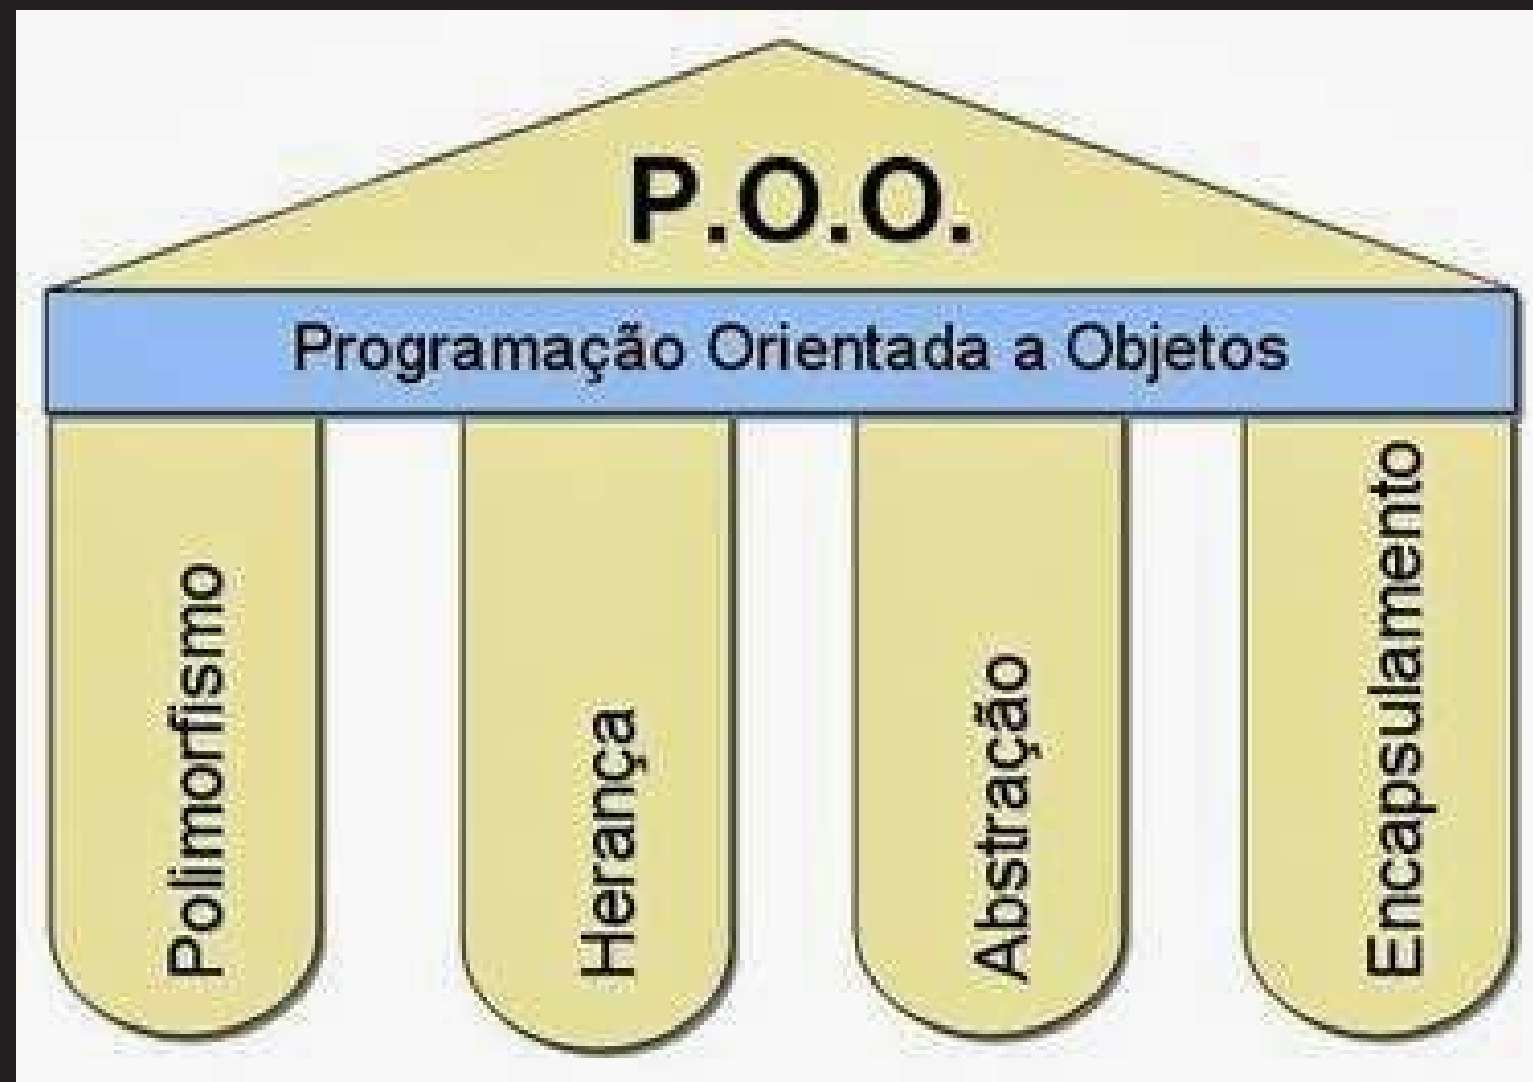 P.O.O.
Programação Orientada a Objetos
Polimorfismo
Herança
Abstração
Encapsulamento